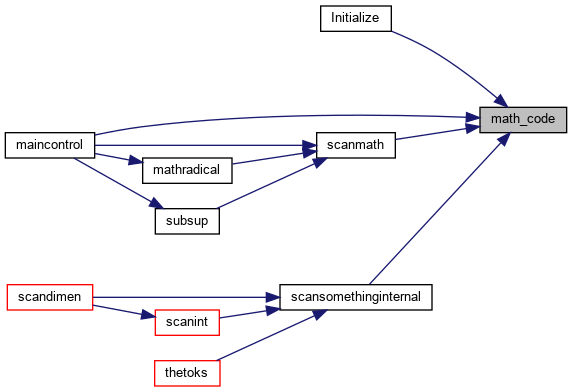 Initialize
math_code
maincontrol
scanmath
mathradical
subsup
scandimen
scansomethinginternal
scanint
thetoks